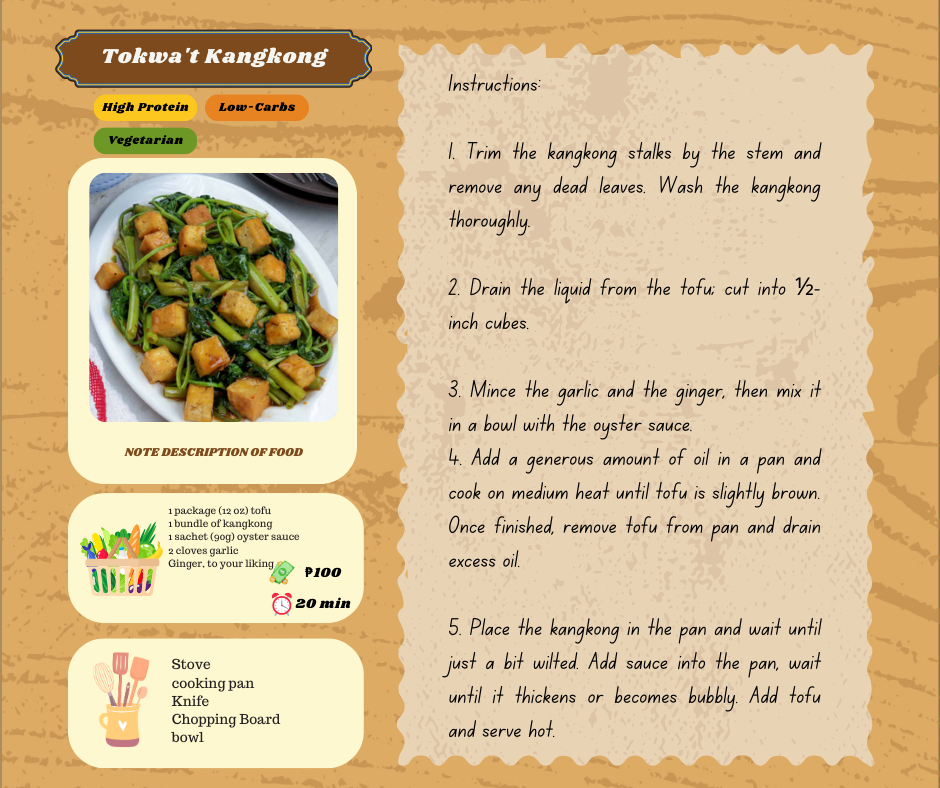 Tokwa't Kangkong
High Protein
Low-Carbs
Vegetarian
NOTE DESCRIPTION OF FOOD
1 package (12 oz) tofu
1 bundle of kangkong
1 sachet (90g) oyster sauce
2 cloves garlic
Ginger, to your liking
₱100
20 min
Stove
cooking pan
Knife
Chopping Board
bowl
Instructions:
1. Trim the kangkong stalks by the stem and
remove any dead leaves. Wash the kangkong
thoroughly.
2. Drain the liquid from the tofu; cut into ½-
inch cubes.
3. Mince the garlic and the ginger, then mix it
in a bowl with the oyster sauce.
4. Add a generous amount of oil in a pan and
cook on medium heat until tofu is slightly brown.
Once finished, remove tofu from pan and drain
excess oil.
5. Place the kangkong in the pan and wait until
just a bit wilted. Add sauce into the pan, wait
until it thickens or becomes bubbly. Add tofu
and serve hot.